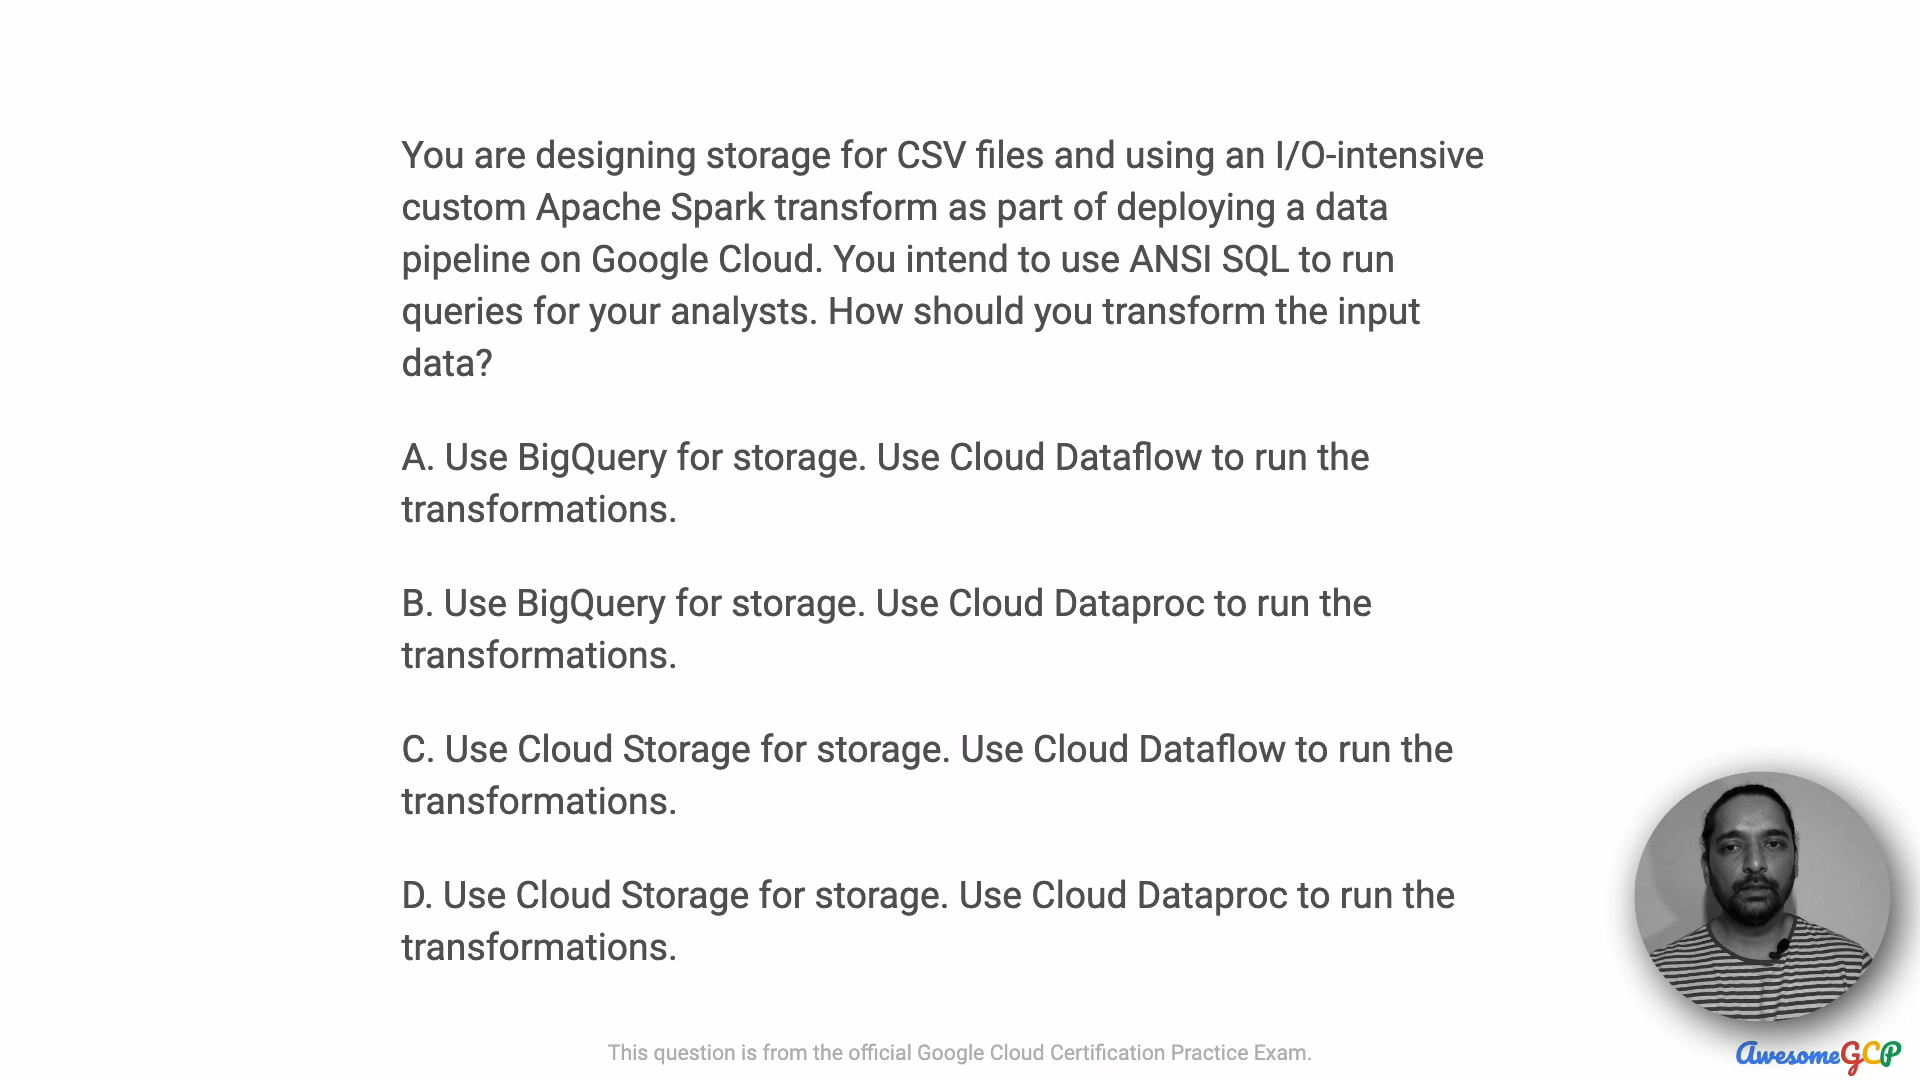 You are designing storage for CSV files and using an I/O-intensive
custom Apache Spark transform as part of deploying a data
pipeline on Google Cloud. You intend to use ANSI SQL to run
queries for your analysts. How should you transform the input
data?
A. Use BigQuery for storage. Use Cloud Dataflow to run the
transformations.
B. Use BigQuery for storage. Use Cloud Dataproc to run the
transformations.
C. Use Cloud Storage for storage. Use Cloud Dataflow to run the
transformations.
D. Use Cloud Storage for storage. Use Cloud Dataproc to run the
transformations.
This question is from the official Google Cloud Certification Practice Exam.
AwesomeGCP